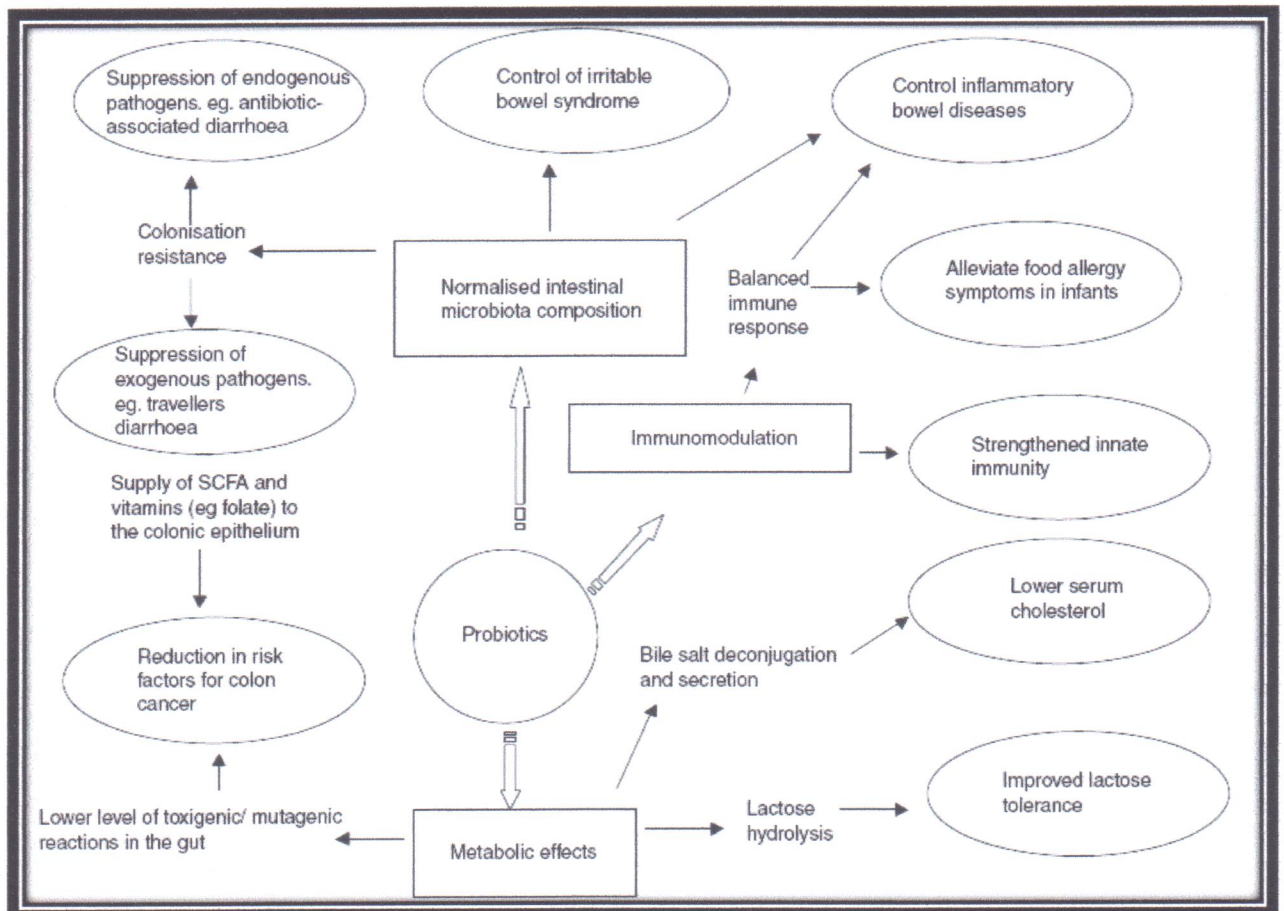 Suppression of endogenous
pathogens. eg. antibiotic-
associated diarrhoea
Control of irritable
bowel syndrome
Control inflammatory
bowel diseases
Colonisation
resistance
Normalised intestinal
microbiota composition
Balanced
immune
response
Alleviate food allergy
symptoms in infants
Suppression of
exogenous pathogens.
eg. travellers
diarrhoea
Immunomodulation
Strengthened innate
immunity
Supply of SCFA and
vitamins (eg folate) to
the colonic epithelium
Probiotics
Lower serum
cholesterol
Reduction in risk
factors for colon
cancer
Bile salt deconjugation
and secretion
Lower level of toxigenic/ mutagenic
reactions in the gut
Metabolic effects
Lactose
hydrolysis
Improved lactose
tolerance